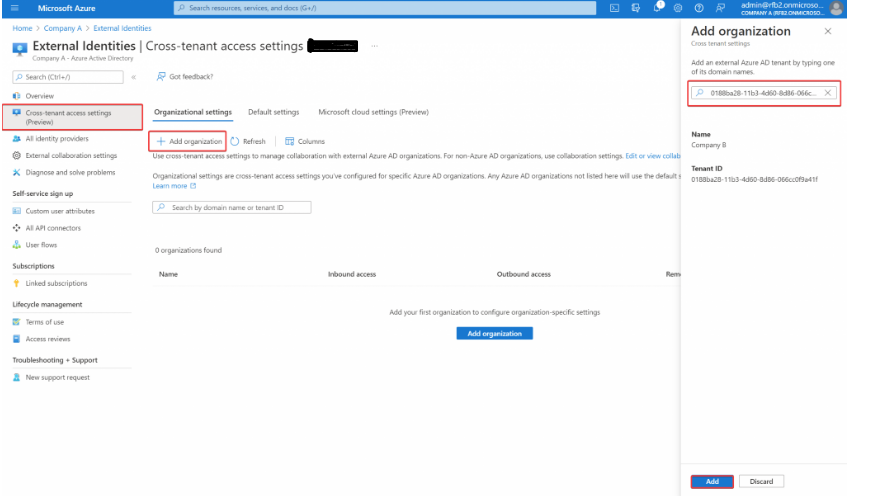 Microsoft Azure
Search resources, services, and docs (G+/)
admin@rfb2.onmicroso...
COMPANY A (RFB2.ONMICROSO...
Home > Company A > External Identities
External Identities | Cross-tenant access settings
...
Company A - Azure Active Directory
Search (Ctrl+/)
«
Overview
Cross-tenant access settings
(Preview)
All identity providers
External collaboration settings
Diagnose and solve problems
Self-service sign up
Custom user attributes
All API connectors
User flows
Subscriptions
Linked subscriptions
Lifecycle management
Terms of use
Access reviews
Troubleshooting + Support
New support request
Got feedback?
Organizational settings
Default settings
Microsoft cloud settings (Preview)
Add organization
Refresh
Columns
Use cross-tenant access settings to manage collaboration with external Azure AD organizations. For non-Azure AD organizations, use collaboration settings. Edit or view collab
Organizational settings are cross-tenant access settings you've configured for specific Azure AD organizations. Any Azure AD organizations not listed here will use the default s
Learn more
Search by domain name or tenant ID
0 organizations found
Name
Inbound access
Outbound access
Rem
Add your first organization to configure organization-specific settings
Add organization
Add organization
Cross tenant settings
Add an external Azure AD tenant by typing one
of its domain names.
0188ba28-11b3-4d60-8d86-066c...
Name
Company B
Tenant ID
0188ba28-11b3-4d60-8d86-066cc0f9a41f
Add
Discard